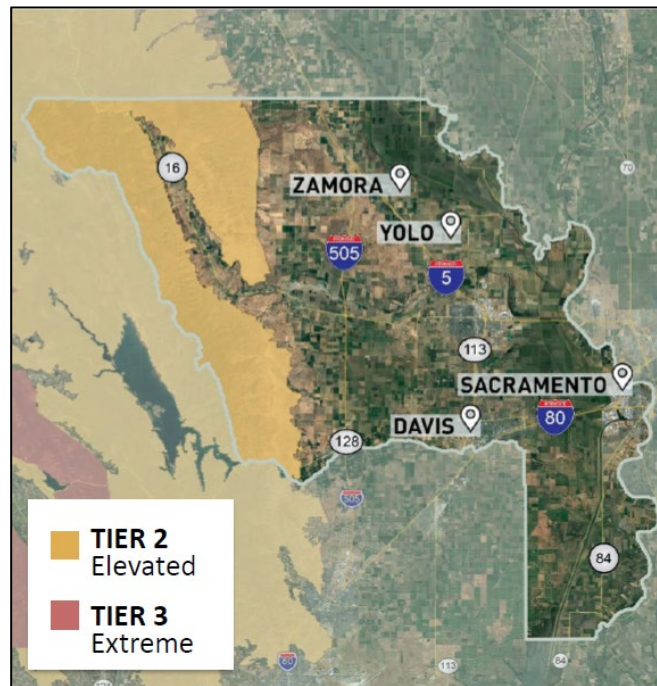 70
16
ZAMORA
YOLO
505
5
113
SACRAMENTO
DAVIS
80
128
505
84
TIER 2
Elevated
TIER 3
Extreme
80
113
84